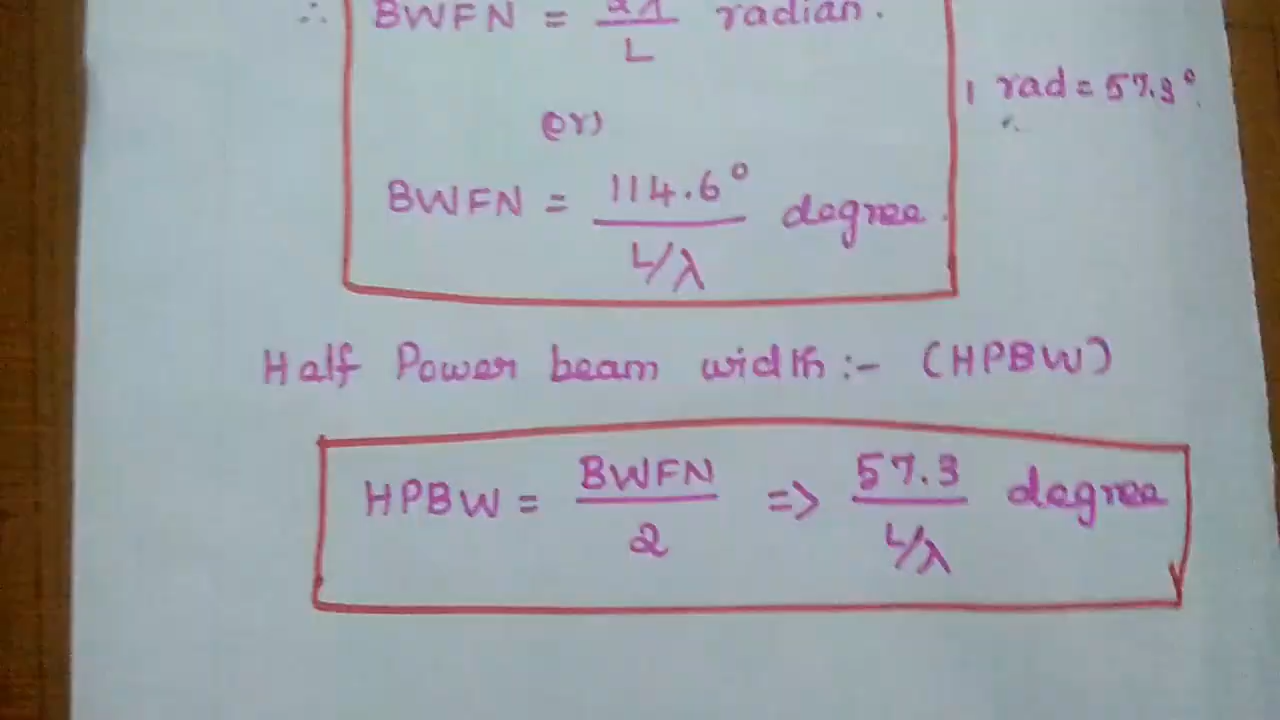 ∴ BWFN = 2λ/L radian.
1 rad = 57.3°
(or)
BWFN = 114.6°/(L/λ) degree.
Half Power beam width :- (HPBW)
HPBW = BWFN/2 => 57.3/(L/λ) degree